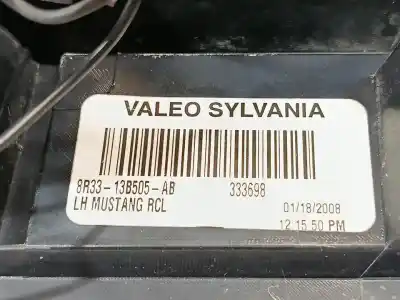 VALEO SYLVANIA
8R33-13B505-AB 333698
LH MUSTANG RCL 01/18/2008
12:15:50 PM